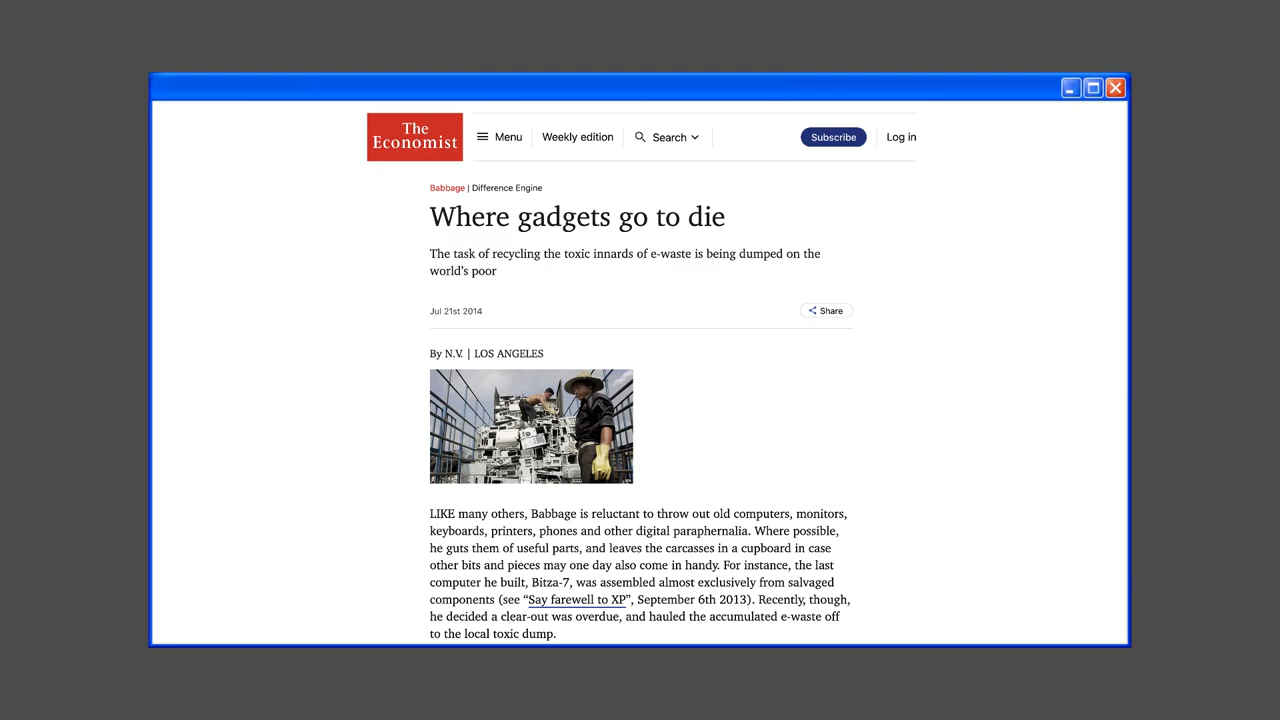 The
Economist
Menu
Weekly edition
Search
Subscribe
Log in
Babbage | Difference Engine
Where gadgets go to die
The task of recycling the toxic innards of e-waste is being dumped on the
world's poor
Jul 21st 2014
Share
By N.V. | LOS ANGELES
LIKE many others, Babbage is reluctant to throw out old computers, monitors,
keyboards, printers, phones and other digital paraphernalia. Where possible,
he guts them of useful parts, and leaves the carcasses in a cupboard in case
other bits and pieces may one day also come in handy. For instance, the last
computer he built, Bitza-7, was assembled almost exclusively from salvaged
components (see “Say farewell to XP”, September 6th 2013). Recently, though,
he decided a clear-out was overdue, and hauled the accumulated e-waste off
to the local toxic dump.